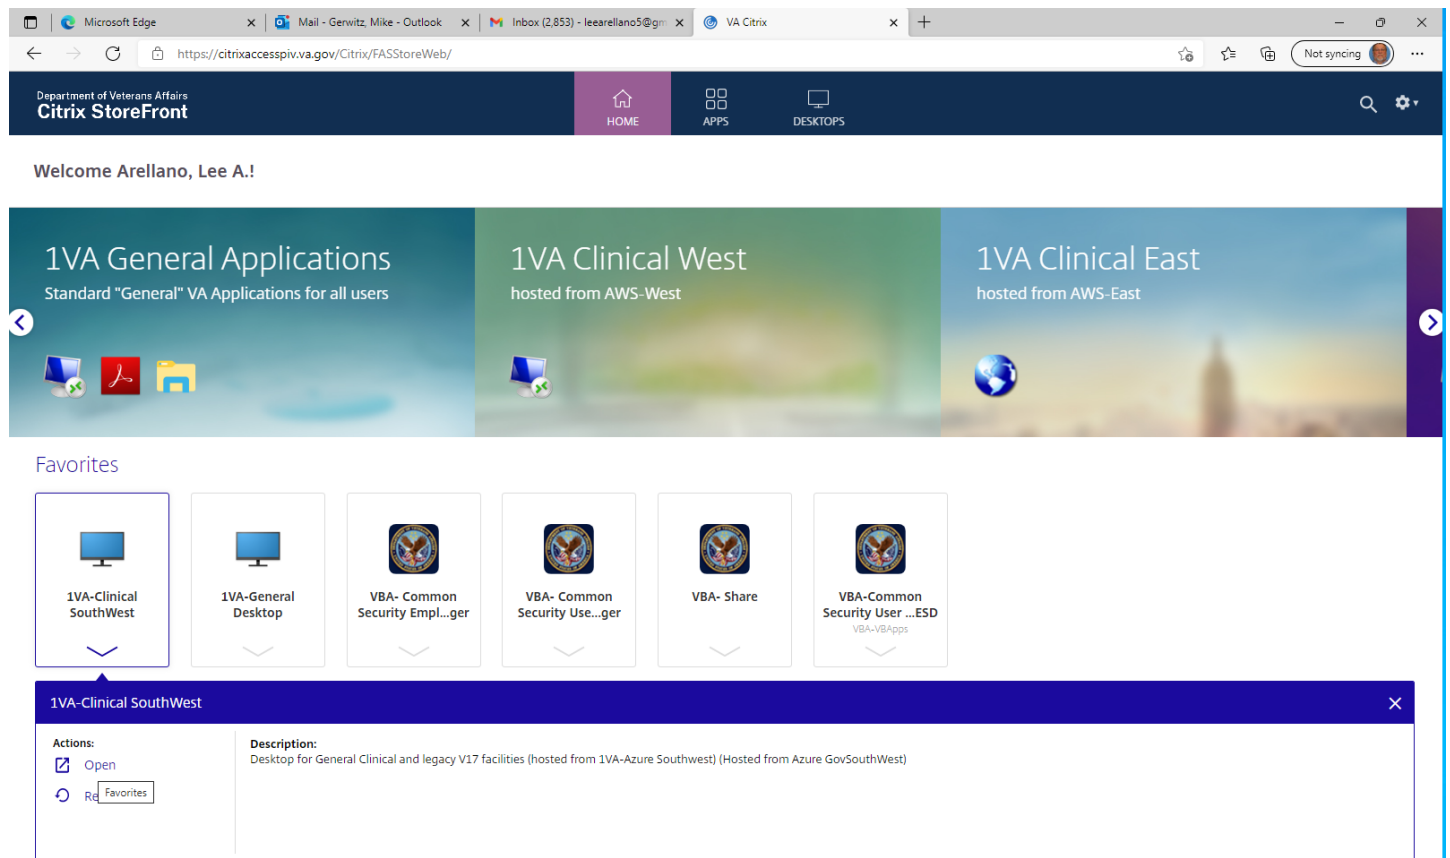 Microsoft Edge
Mail - Gerwitz, Mike - Outlook
Inbox (2,853) - leearellano5@gm
VA Citrix
https://citrixaccesspiv.va.gov/Citrix/FASStoreWeb/
Not syncing
Department of Veterans Affairs
Citrix StoreFront
HOME
APPS
DESKTOPS
Welcome Arellano, Lee A.!
1VA General Applications
Standard "General" VA Applications for all users
1VA Clinical West
hosted from AWS-West
1VA Clinical East
hosted from AWS-East
Favorites
1VA-Clinical
SouthWest
1VA-General
Desktop
VBA- Common
Security Empl...ger
VBA- Common
Security Use...ger
VBA- Share
VBA-Common
Security User ...ESD
VBA-VBApps
1VA-Clinical SouthWest
Actions:
Open
Re
Favorites
Description:
Desktop for General Clinical and legacy V17 facilities (hosted from 1VA-Azure Southwest) (Hosted from Azure GovSouthWest)